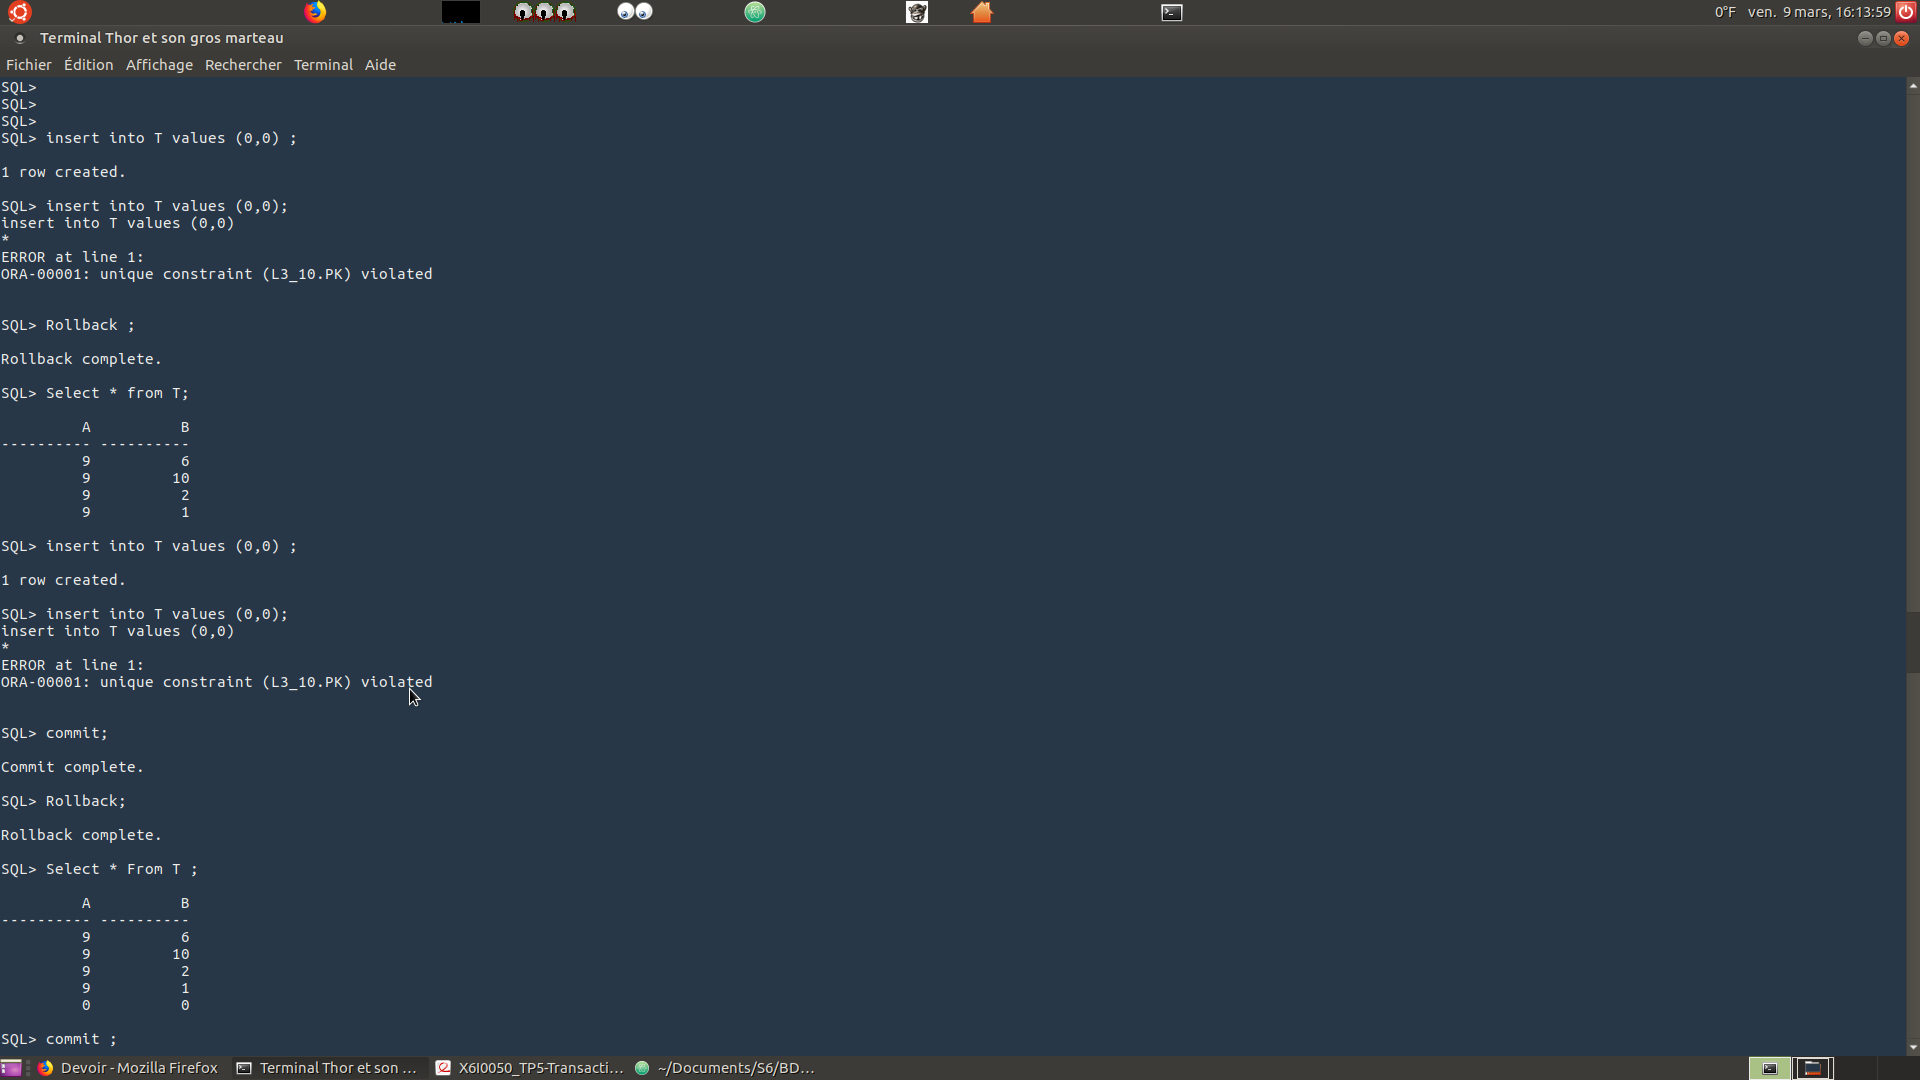 0°F ven. 9 mars, 16:13:59
Terminal Thor et son gros marteau
Fichier Édition Affichage Rechercher Terminal Aide
SQL>
SQL>
SQL>
SQL> insert into T values (0,0) ;
1 row created.
SQL> insert into T values (0,0);
insert into T values (0,0)
*
ERROR at line 1:
ORA-00001: unique constraint (L3_10.PK) violated
SQL> Rollback ;
Rollback complete.
SQL> Select * from T;
A B
---------- ----------
9 6
9 10
9 2
9 1
SQL> insert into T values (0,0) ;
1 row created.
SQL> insert into T values (0,0);
insert into T values (0,0)
*
ERROR at line 1:
ORA-00001: unique constraint (L3_10.PK) violated
SQL> commit;
Commit complete.
SQL> Rollback;
Rollback complete.
SQL> Select * From T ;
A B
---------- ----------
9 6
9 10
9 2
9 1
0 0
SQL> commit ;
Devoir - Mozilla Firefox Terminal Thor et son ... X6I0050_TP5-Transacti... ~/Documents/S6/BD...